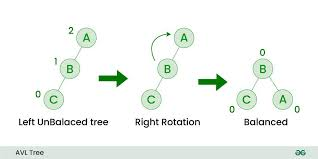 2
A
1
B
0
C
Left UnBalaced tree
A
B
C
Right Rotation
0
B
0
C
0
A
Balanced
AVL Tree